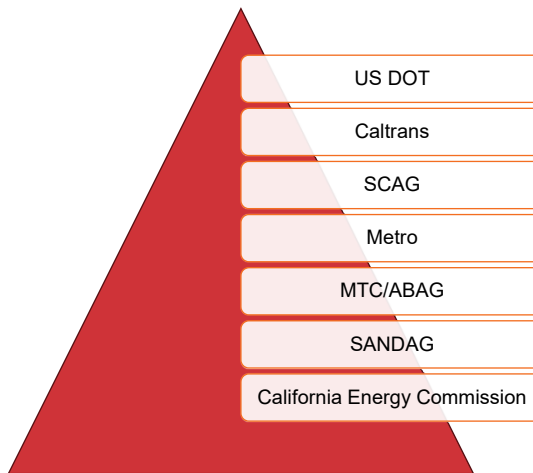 US DOT
Caltrans
SCAG
Metro
MTC/ABAG
SANDAG
California Energy Commission